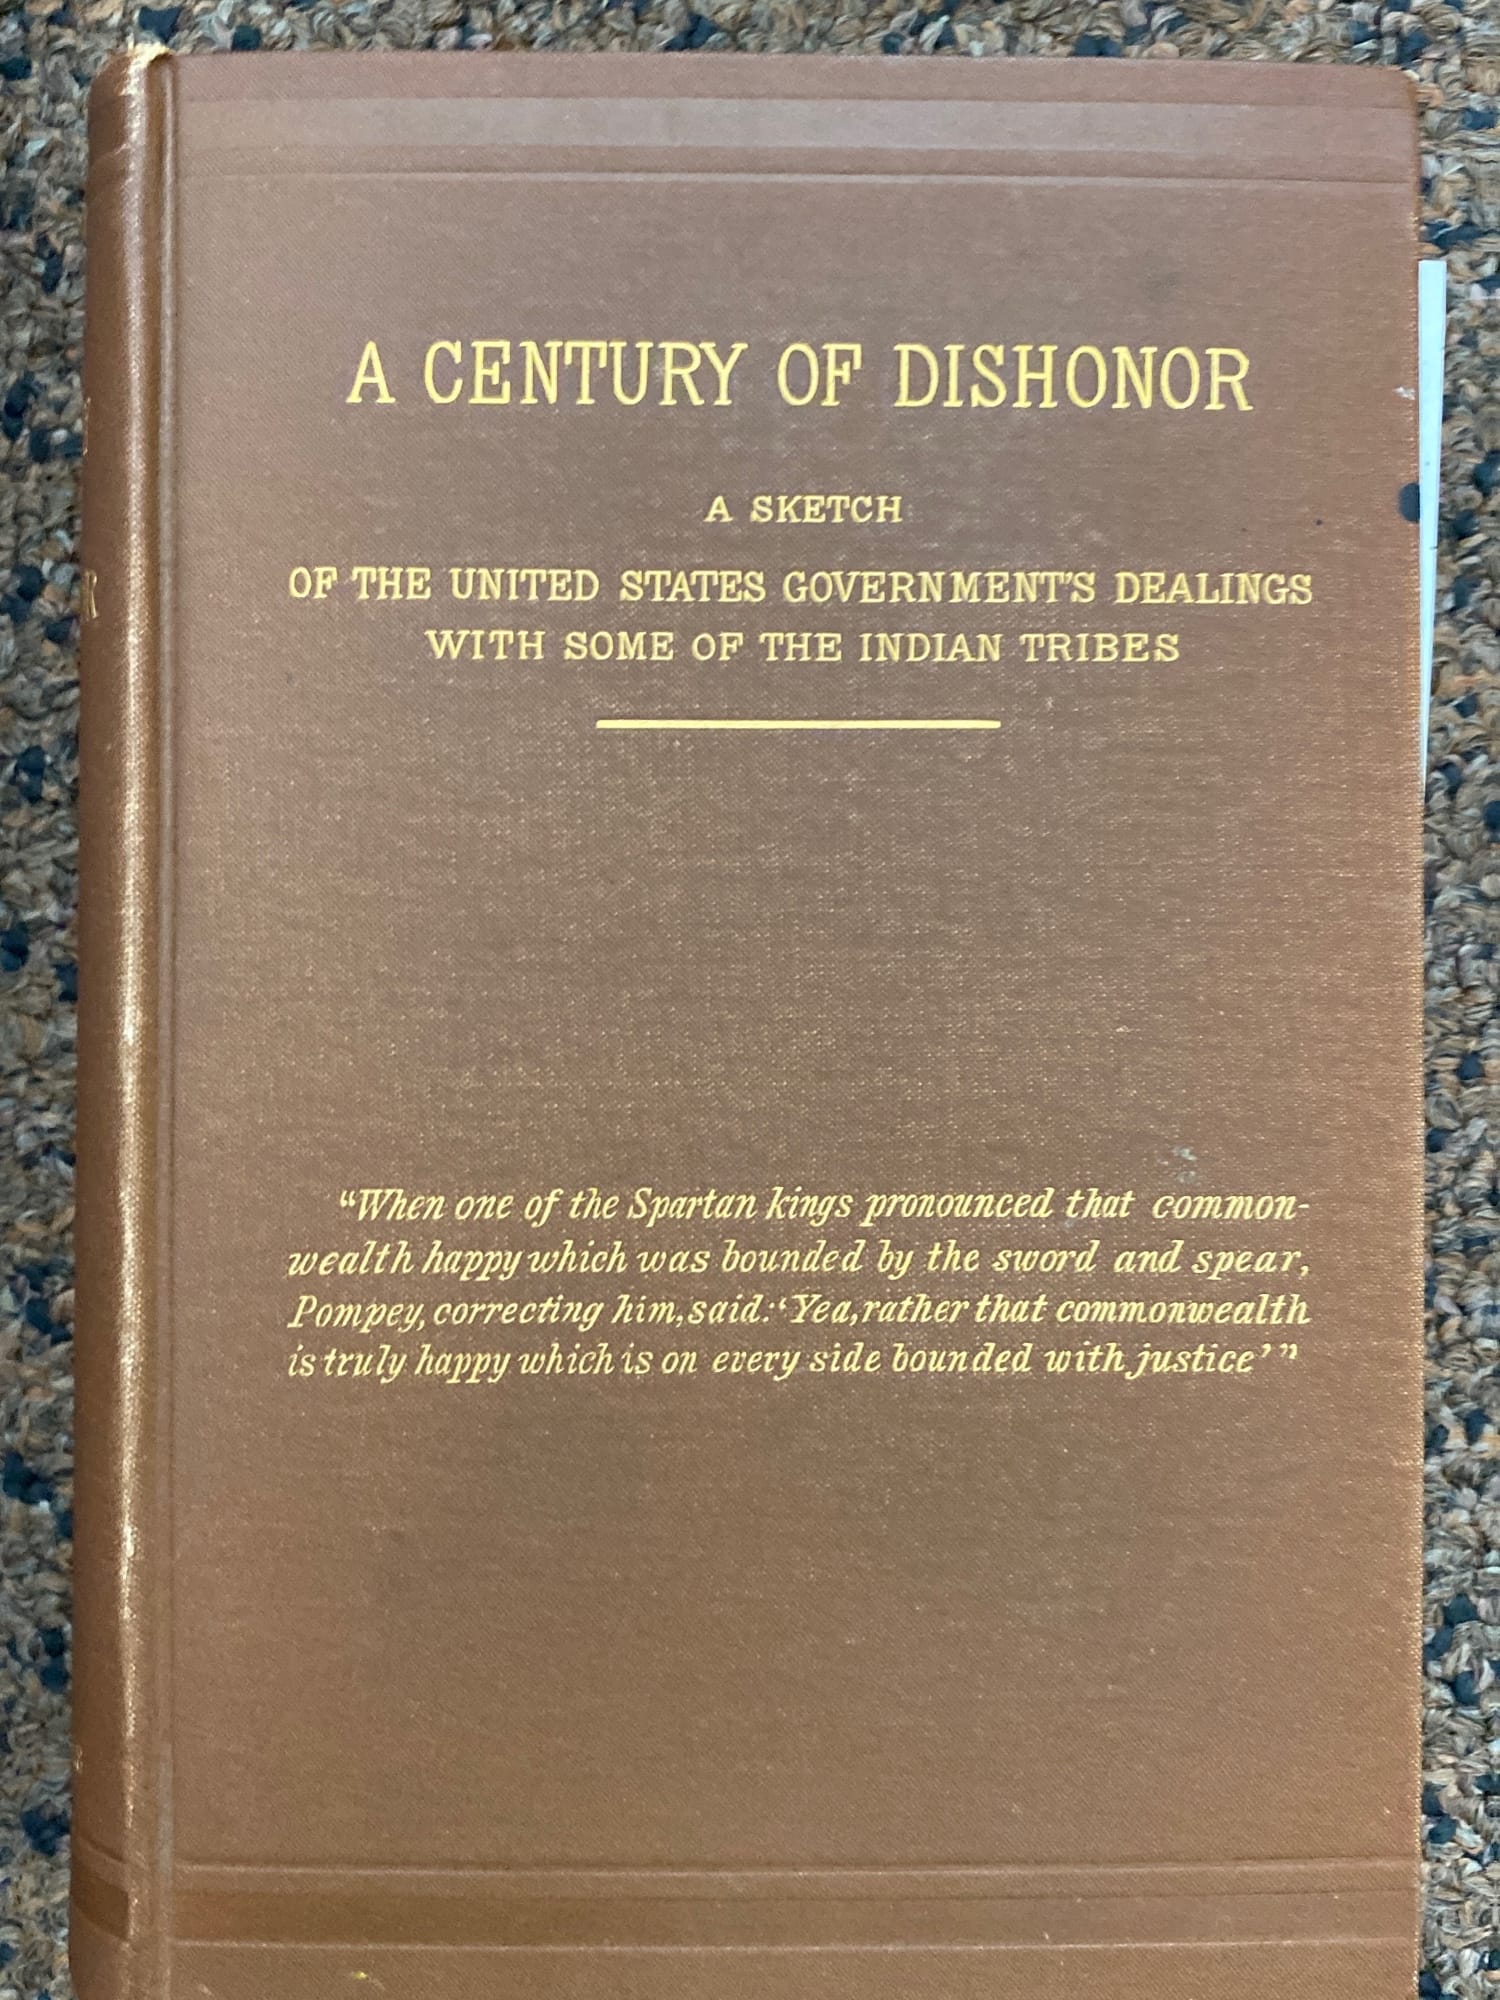 A CENTURY OF DISHONOR
A SKETCH
OF THE UNITED STATES GOVERNMENT'S DEALINGS
WITH SOME OF THE INDIAN TRIBES
“When one of the Spartan kings pronounced that common-
wealth happy which was bounded by the sword and spear,
Pompey, correcting him, said: ‘Yea, rather that commonwealth
is truly happy which is on every side bounded with justice’”